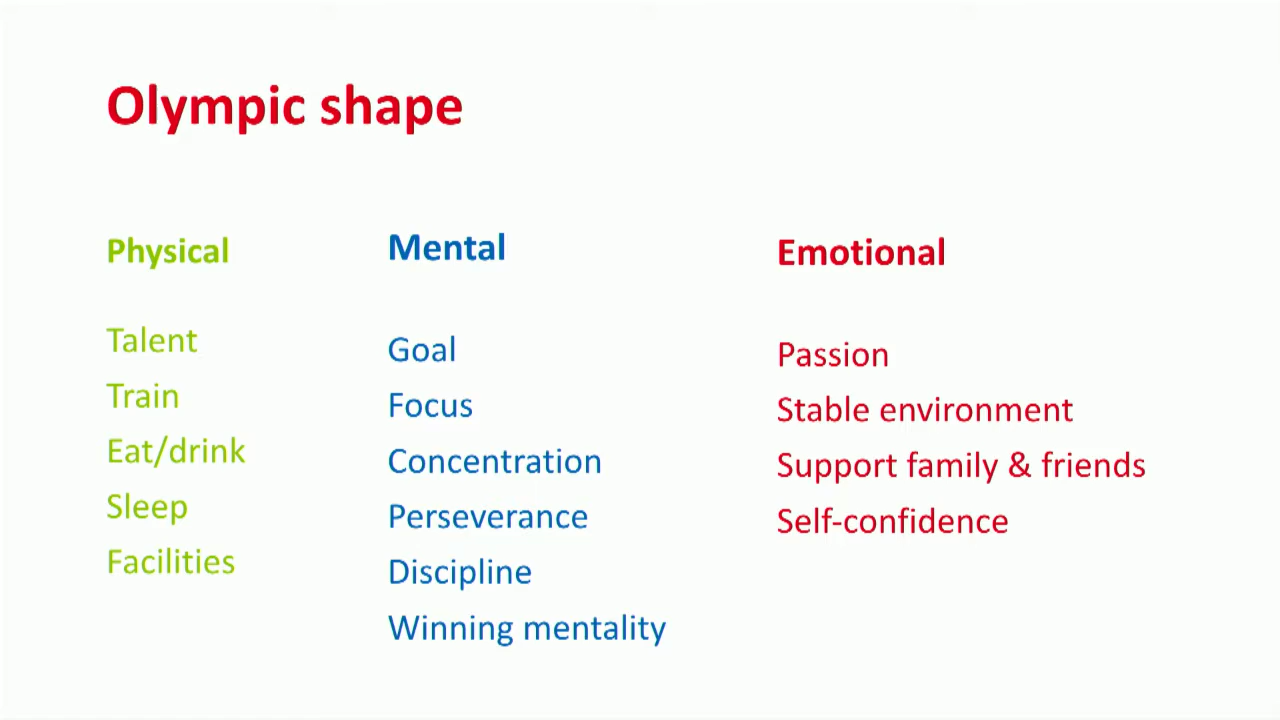 Olympic shape
Physical
Talent
Train
Eat/drink
Sleep
Facilities
Mental
Goal
Focus
Concentration
Perseverance
Discipline
Winning mentality
Emotional
Passion
Stable environment
Support family & friends
Self-confidence